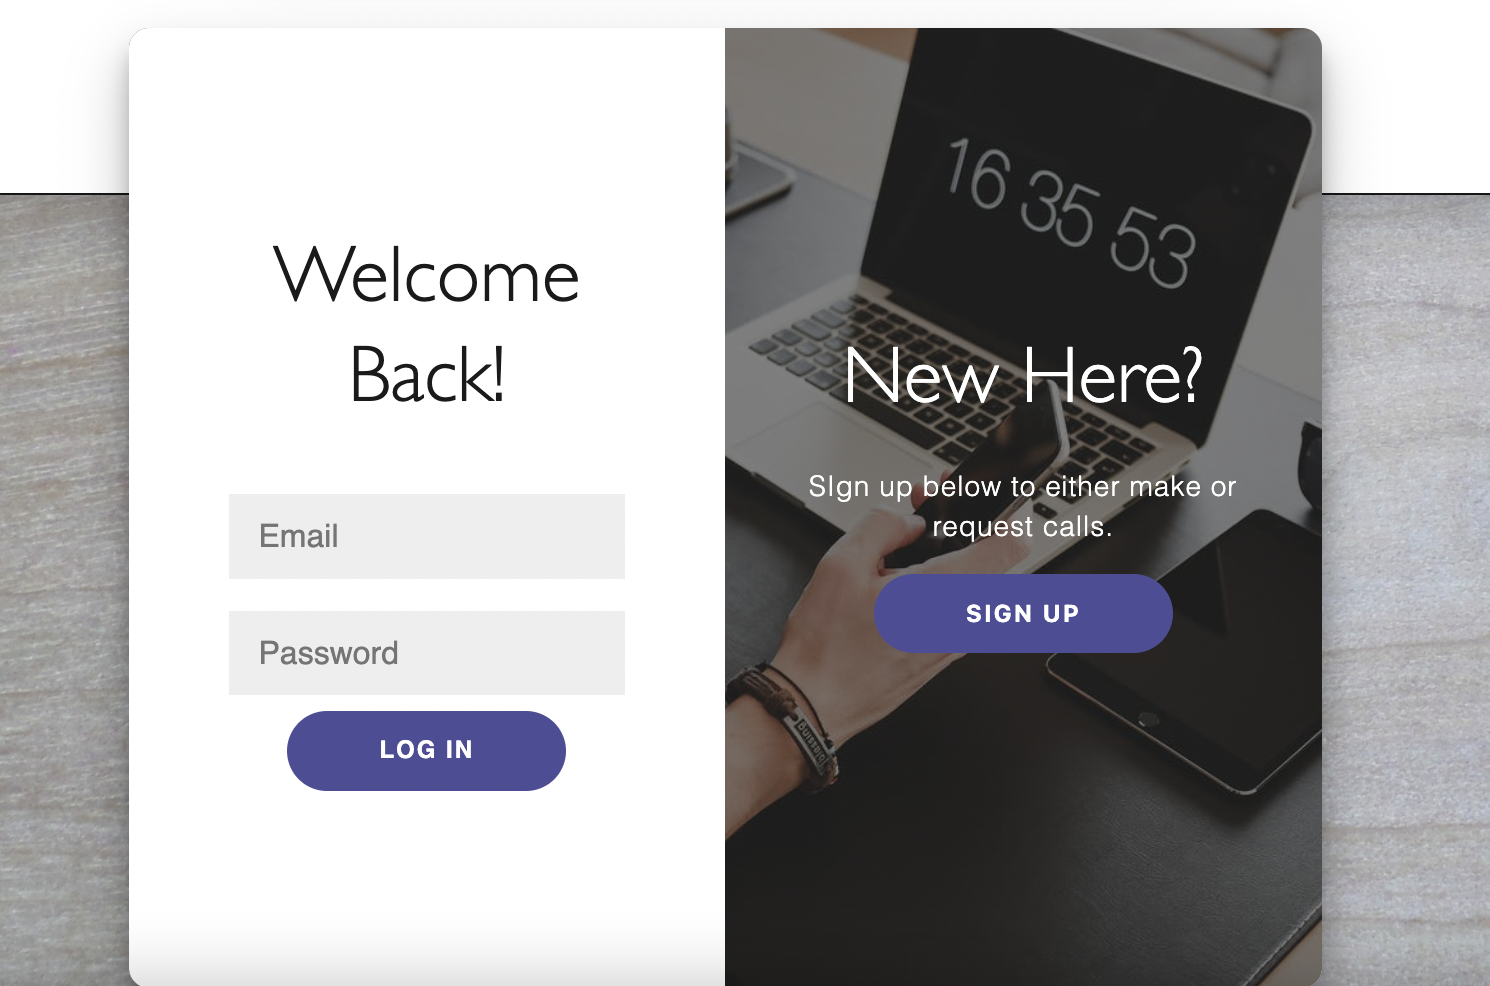 Welcome
Back!
Email
Password
LOG IN
16 35 53
New Here?
SIgn up below to either make or
request calls.
SIGN UP
blessing